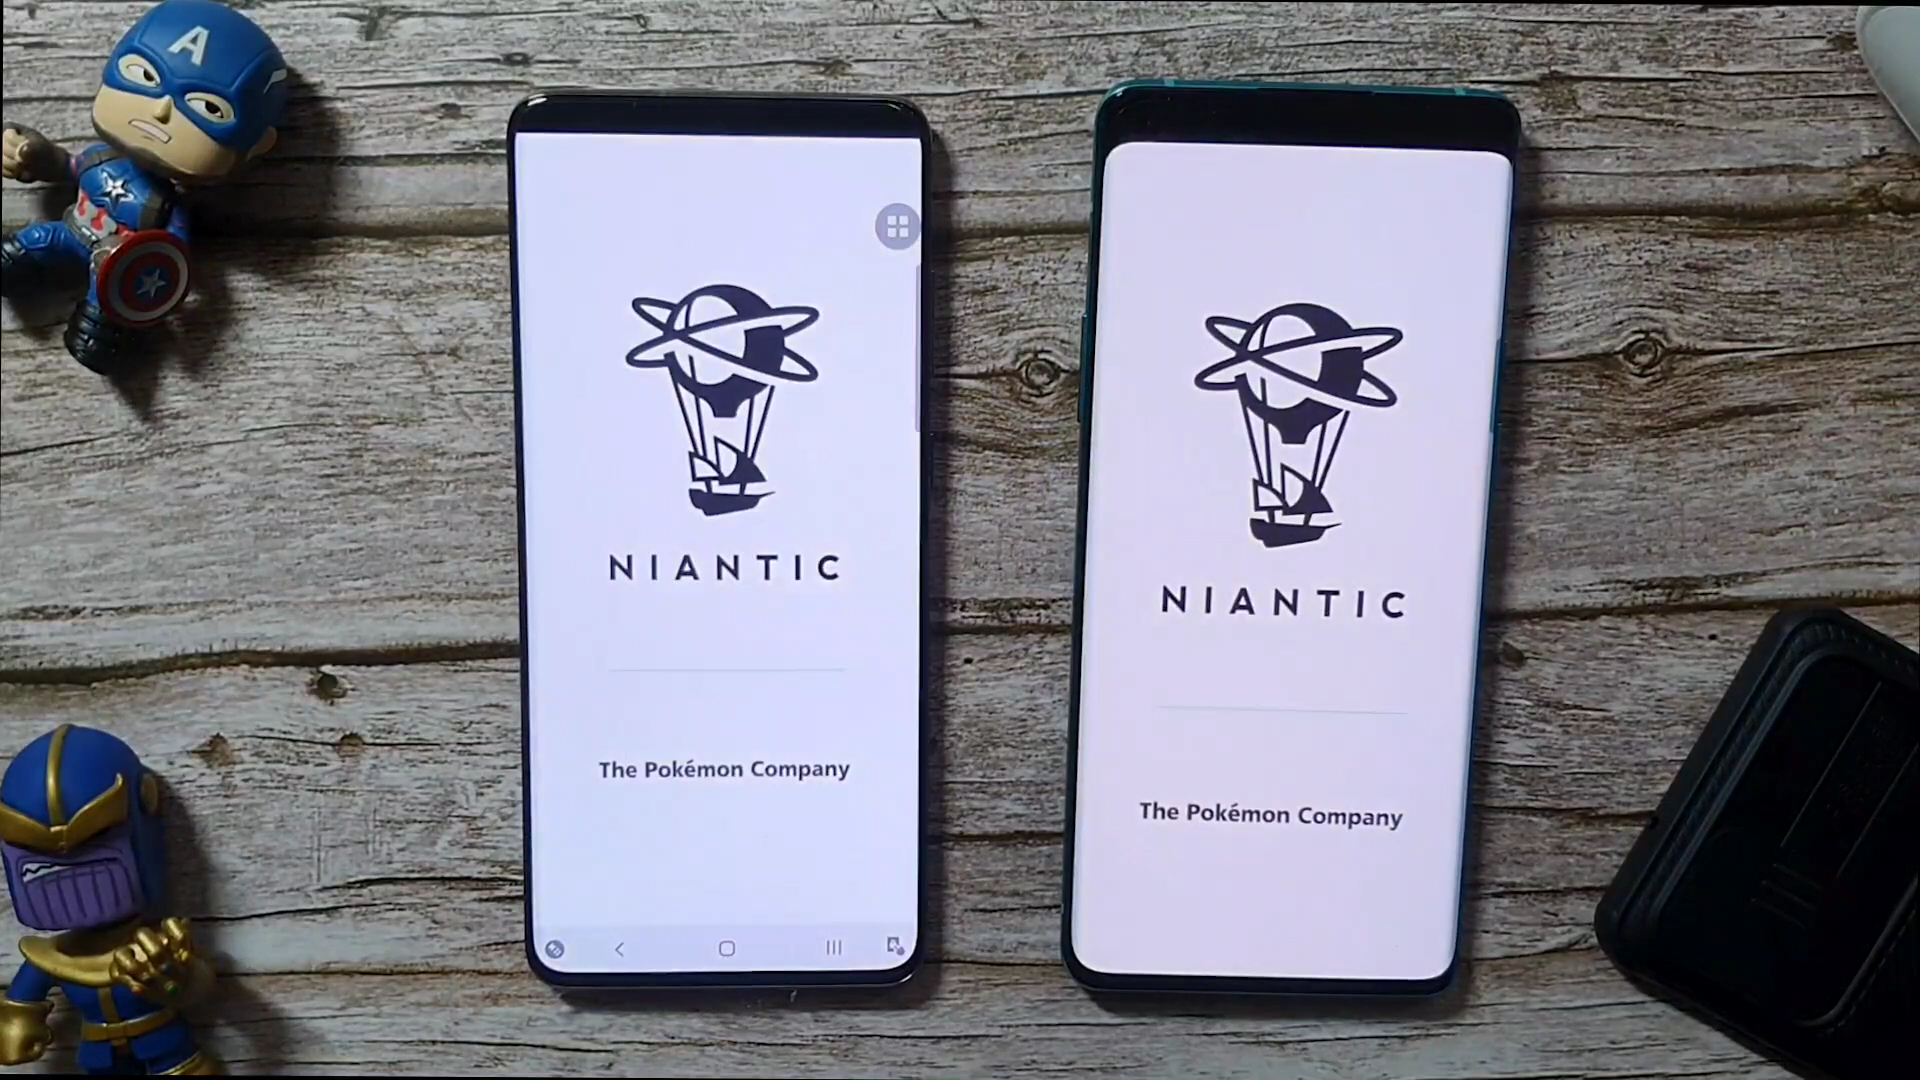 A
NIANTIC
The Pokémon Company
NIANTIC
The Pokémon Company